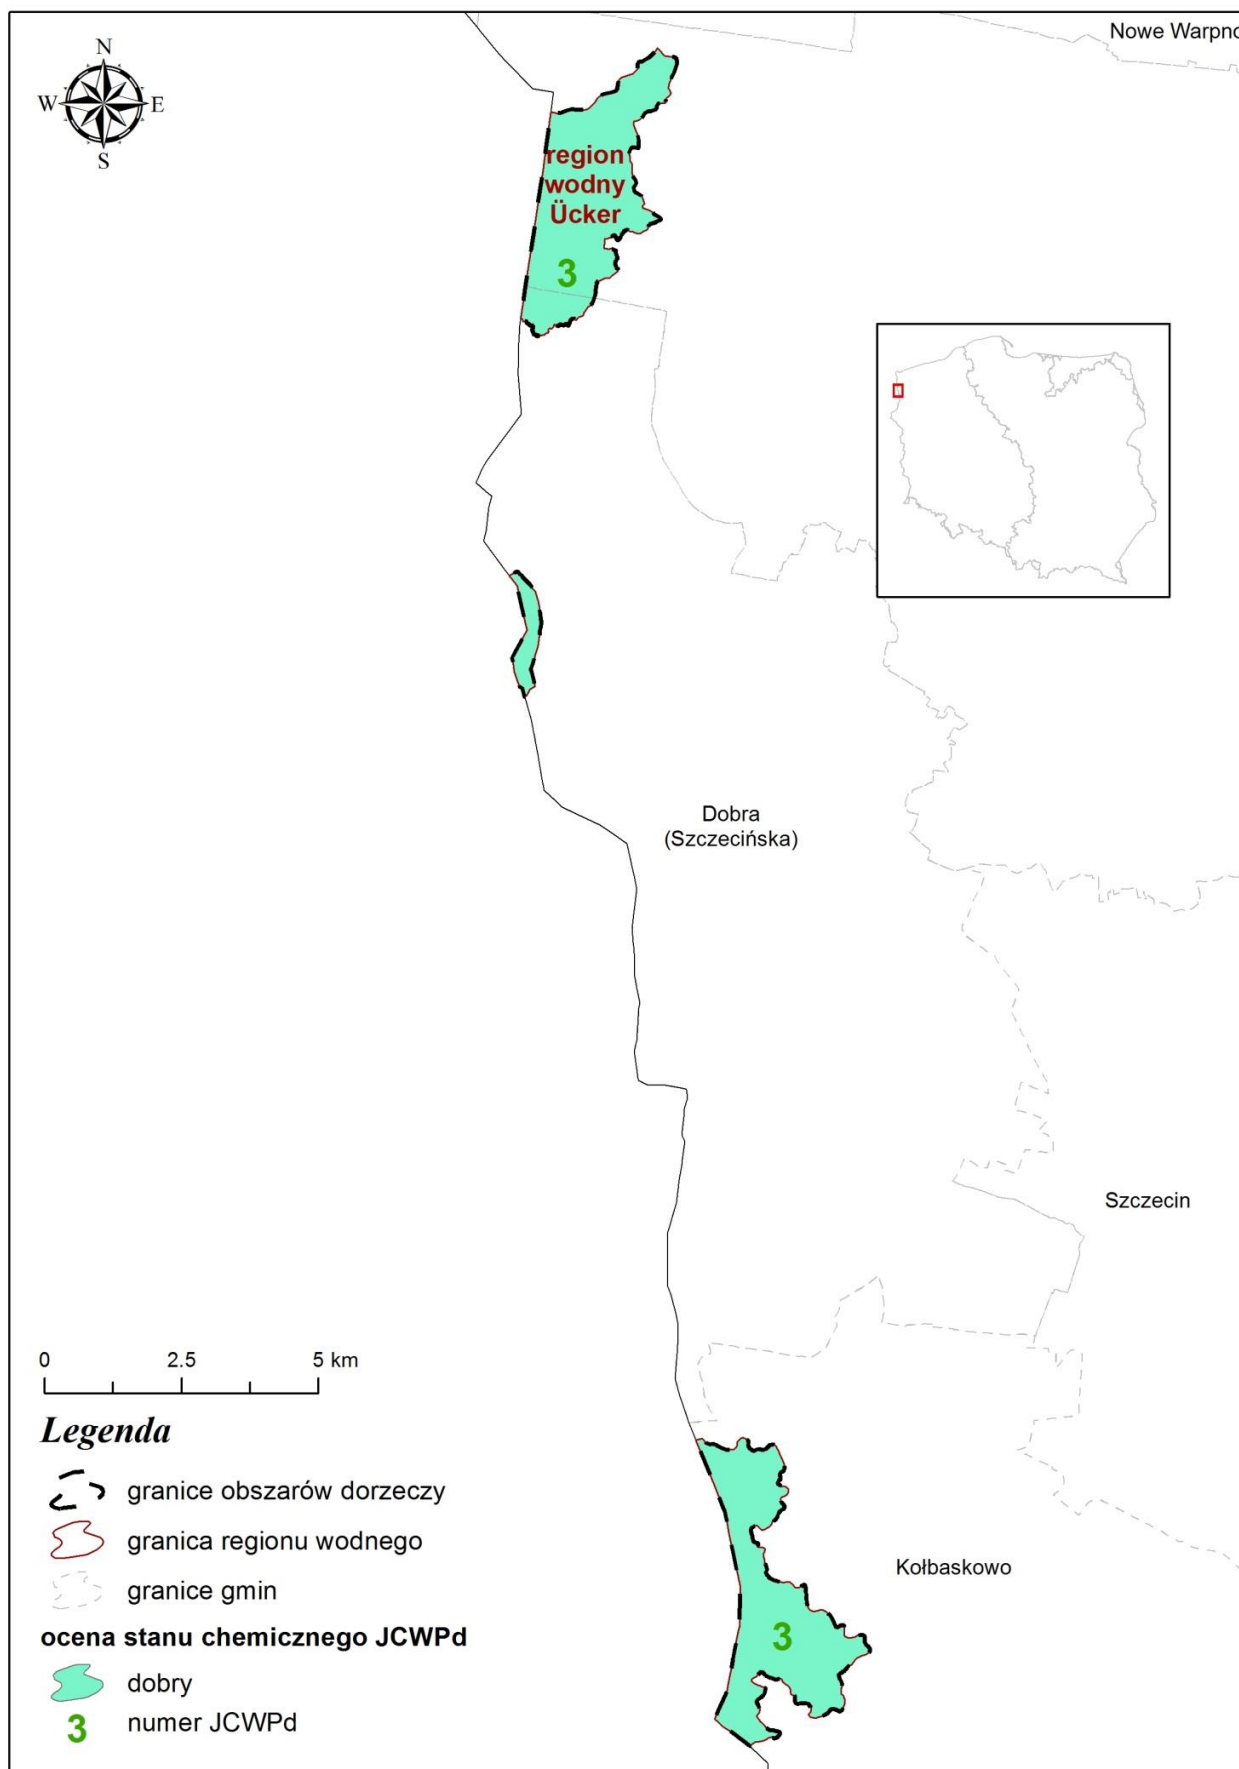 Nowe Warpno
N
W
E
S
region
wodny
Ücker
3
Dobra
(Szczecińska)
Szczecin
0 2.5 5 km
Legenda
granice obszarów dorzeczy
granica regionu wodnego
granice gmin
ocena stanu chemicznego JCWPd
dobry
3 numer JCWPd
Kołbaskowo
3